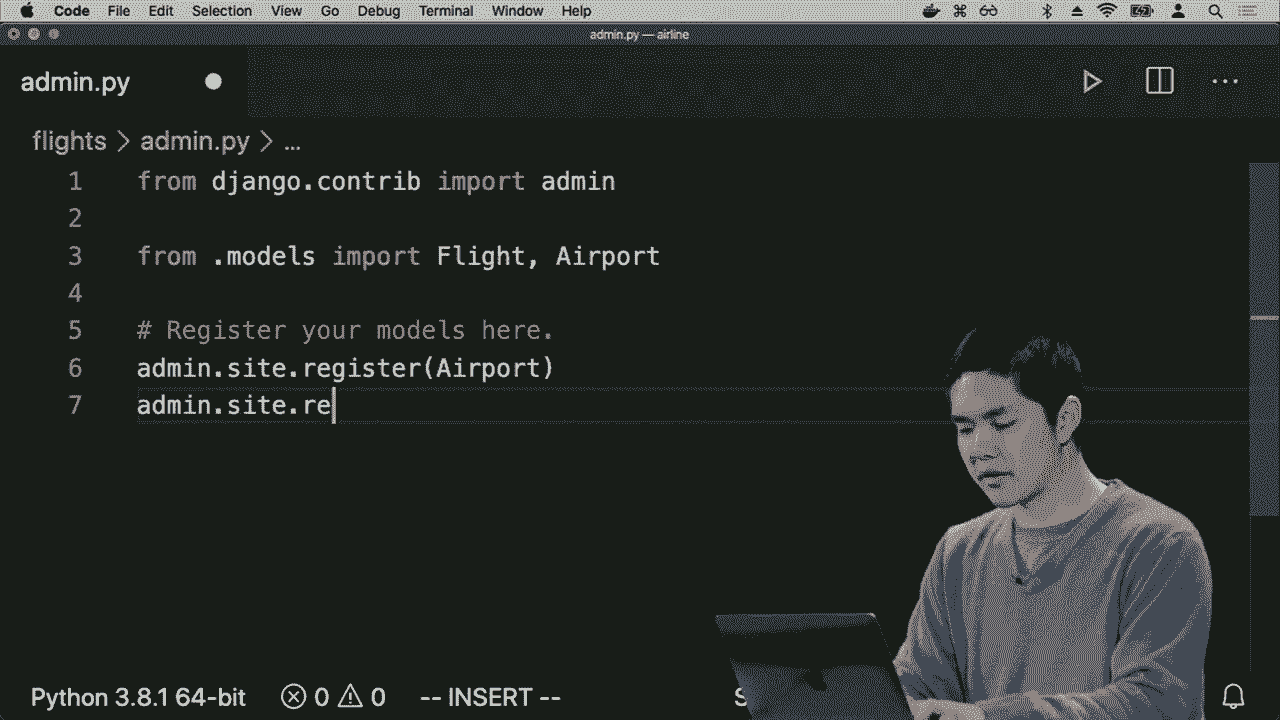 Code File Edit Selection View Go Debug Terminal Window Help
admin.py — airline
admin.py
flights > admin.py > ...
1 from django.contrib import admin
2
3 from .models import Flight, Airport
4
5 # Register your models here.
6 admin.site.register(Airport)
7 admin.site.re
Python 3.8.1 64-bit 0 0 -- INSERT --